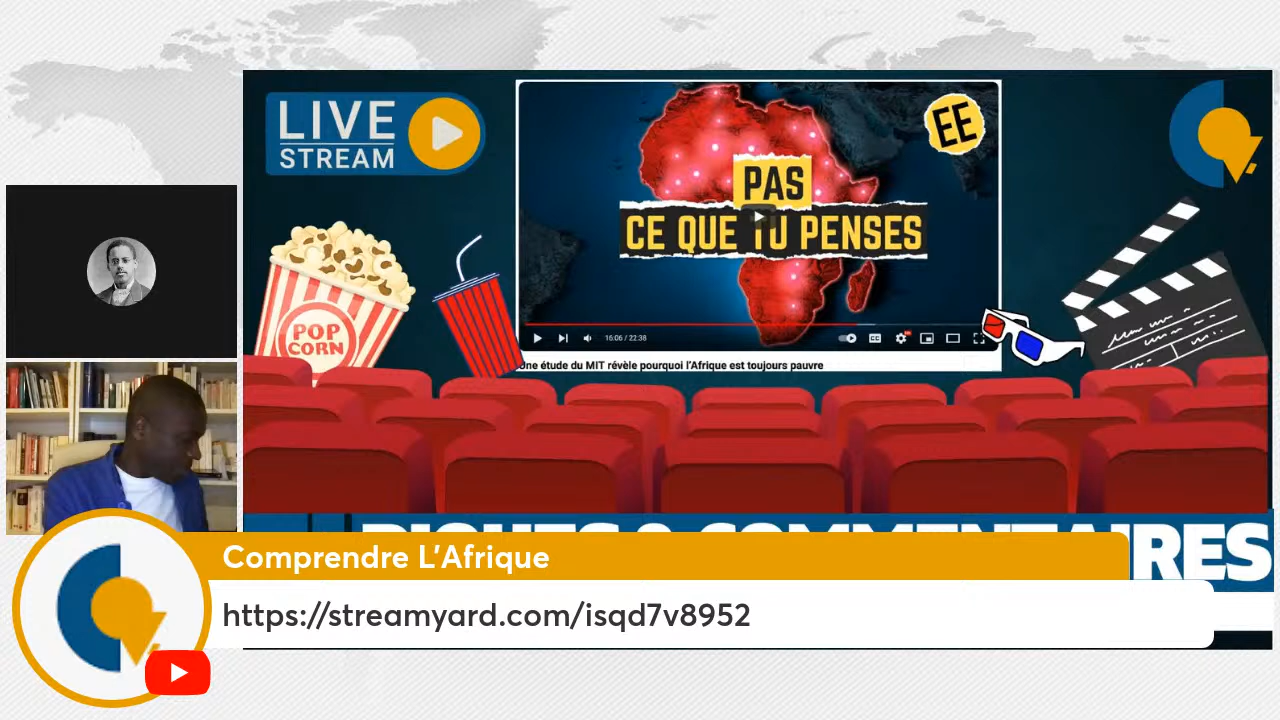 LIVE
STREAM
EE
PAS
CE QUE TU PENSES
POP
CORN
16:06 / 22:38
CC
Une étude du MIT révèle pourquoi l'Afrique est toujours pauvre
Comprendre L'Afrique
https://streamyard.com/isqd7v8952